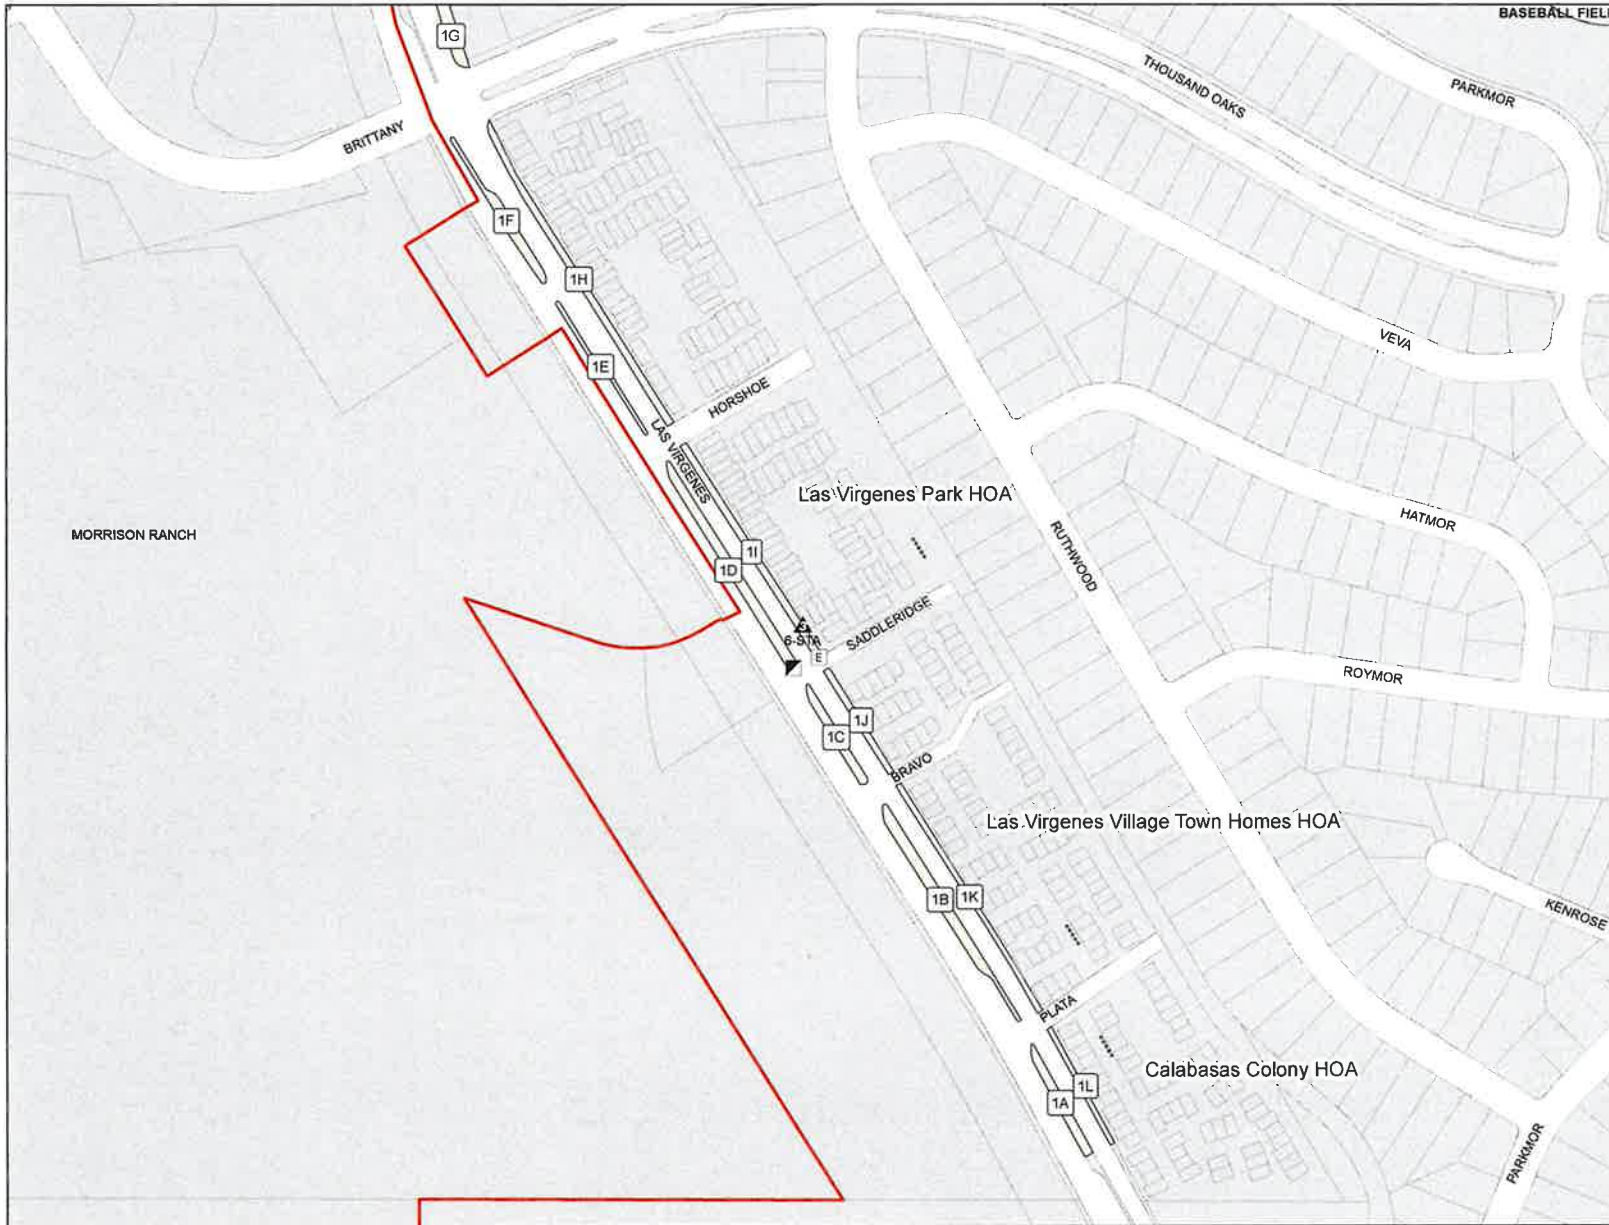 BASEBALL FIEL
1G
THOUSAND OAKS
PARKMOR
BRITTANY
1F
1H
VEVA
1E
HORSHOE
LAS VIRGENES
Las Virgenes Park HOA
HATMOR
MORRISON RANCH
1I
1D
RUTHWOOD
SADDLERIDGE
6-STA
E
ROYMOR
1J
1C
BRAVO
Las Virgenes Village Town Homes HOA
1B
1K
KENROSE
PLATA
Calabasas Colony HOA
1L
1A
PARKMOR